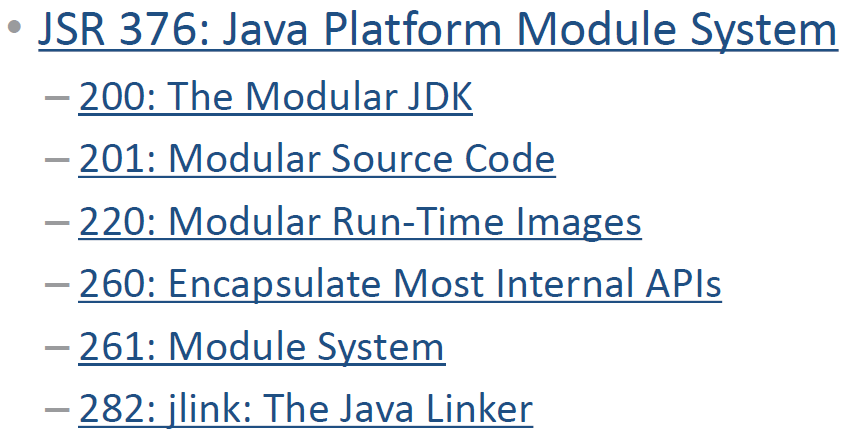 • JSR 376: Java Platform Module System
– 200: The Modular JDK
– 201: Modular Source Code
– 220: Modular Run-Time Images
– 260: Encapsulate Most Internal APIs
– 261: Module System
– 282: jlink: The Java Linker